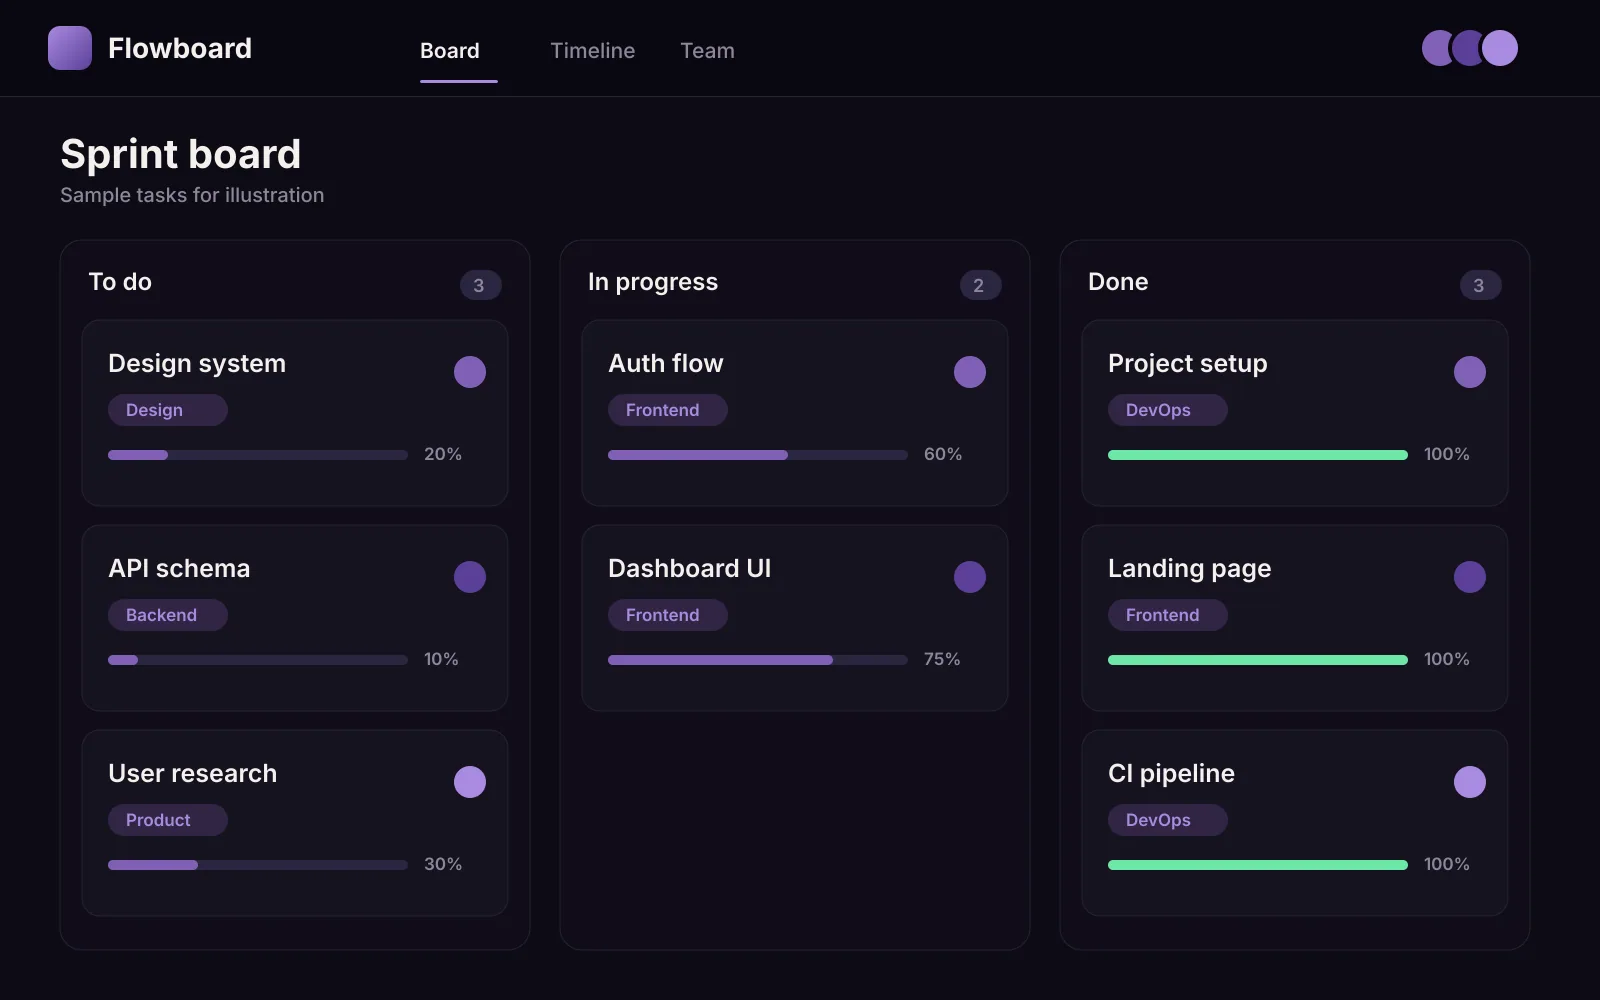 Flowboard
Board
Timeline
Team
Sprint board
Sample tasks for illustration
To do
3
Design system
Design
20%
API schema
Backend
10%
User research
Product
30%
In progress
2
Auth flow
Frontend
60%
Dashboard UI
Frontend
75%
Done
3
Project setup
DevOps
100%
Landing page
Frontend
100%
CI pipeline
DevOps
100%